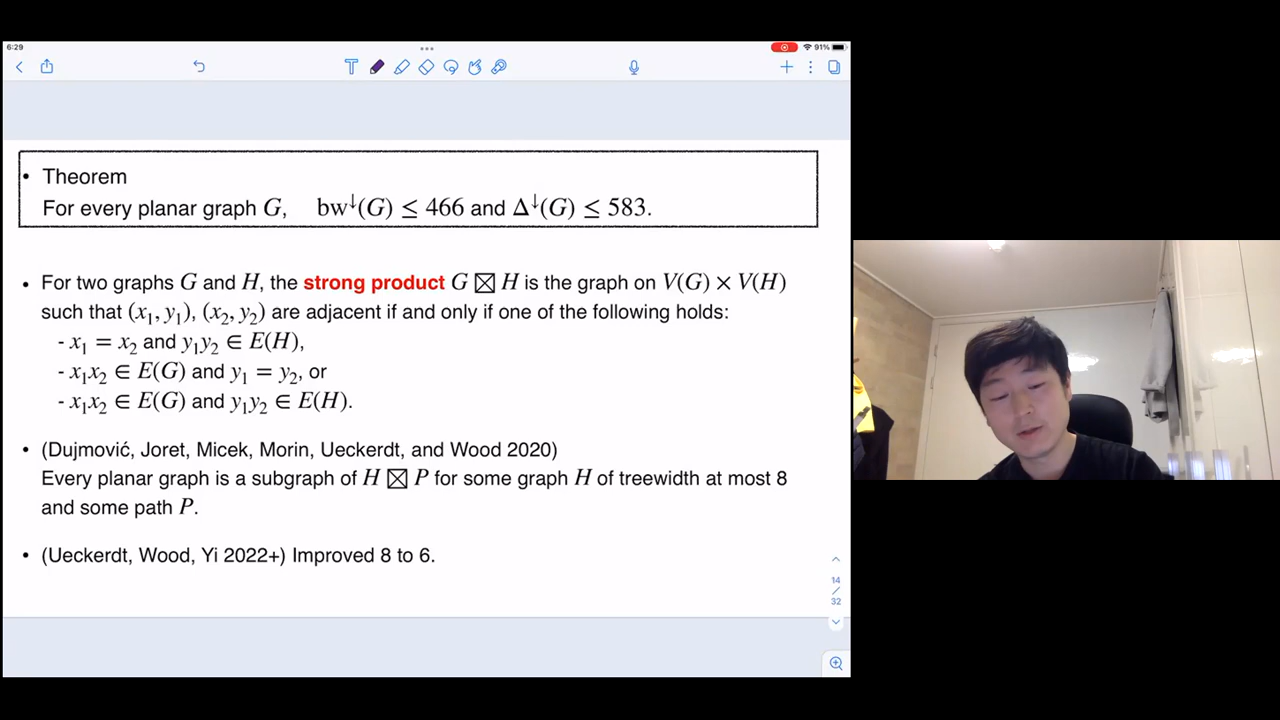 6:29
91%
• Theorem
For every planar graph G, bw↓(G) ≤ 466 and Δ↓(G) ≤ 583.
• For two graphs G and H, the strong product G ⊠ H is the graph on V(G) × V(H)
such that (x₁, y₁), (x₂, y₂) are adjacent if and only if one of the following holds:
- x₁ = x₂ and y₁y₂ ∈ E(H),
- x₁x₂ ∈ E(G) and y₁ = y₂, or
- x₁x₂ ∈ E(G) and y₁y₂ ∈ E(H).
• (Dujmović, Joret, Micek, Morin, Ueckerdt, and Wood 2020)
Every planar graph is a subgraph of H ⊠ P for some graph H of treewidth at most 8
and some path P.
• (Ueckerdt, Wood, Yi 2022+) Improved 8 to 6.
14
/
32